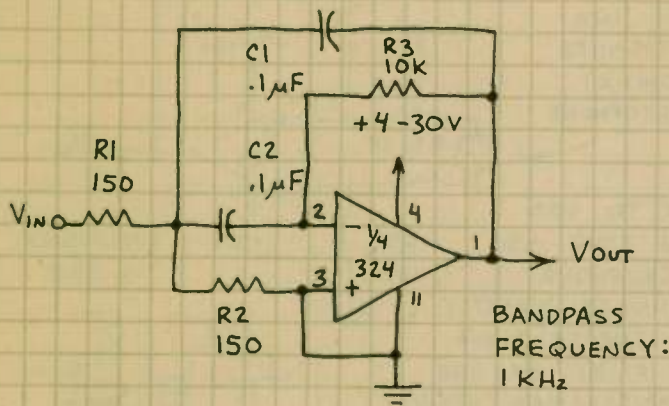 C1
.1µF
R3
10K
+4-30V
R1
150
C2
.1µF
VIN
2
4
- 1/4
324
1
VOUT
3
+
11
R2
150
BANDPASS
FREQUENCY:
1 KHz